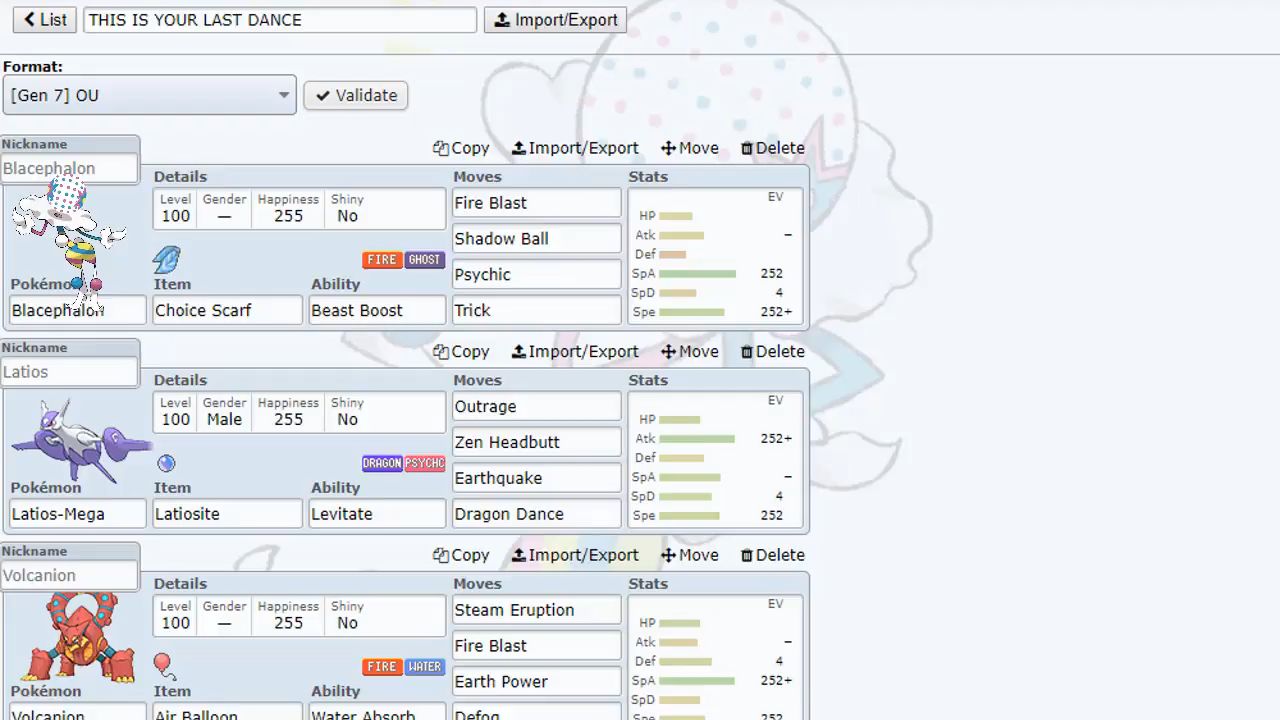 List THIS IS YOUR LAST DANCE Import/Export
Format:
[Gen 7] OU Validate
Nickname
Blacephalon
Copy Import/Export Move Delete
Details Moves Stats
Level Gender Happiness Shiny
100 — 255 No
Fire Blast
Shadow Ball
Psychic
Trick
EV
HP
Atk –
Def
SpA 252
SpD 4
Spe 252+
FIRE GHOST
Pokémon Item Ability
Blacephalon Choice Scarf Beast Boost
Nickname
Latios
Copy Import/Export Move Delete
Details Moves Stats
Level Gender Happiness Shiny
100 Male 255 No
Outrage
Zen Headbutt
Earthquake
Dragon Dance
EV
HP
Atk 252+
Def
SpA –
SpD 4
Spe 252
DRAGON PSYCHC
Pokémon Item Ability
Latios-Mega Latiosite Levitate
Nickname
Volcanion
Copy Import/Export Move Delete
Details Moves Stats
Level Gender Happiness Shiny
100 — 255 No
Steam Eruption
Fire Blast
Earth Power
Defog
EV
HP
Atk –
Def 4
SpA 252+
SpD
Spe 252
FIRE WATER
Pokémon Item Ability
Volcanion Air Balloon Water Absorb